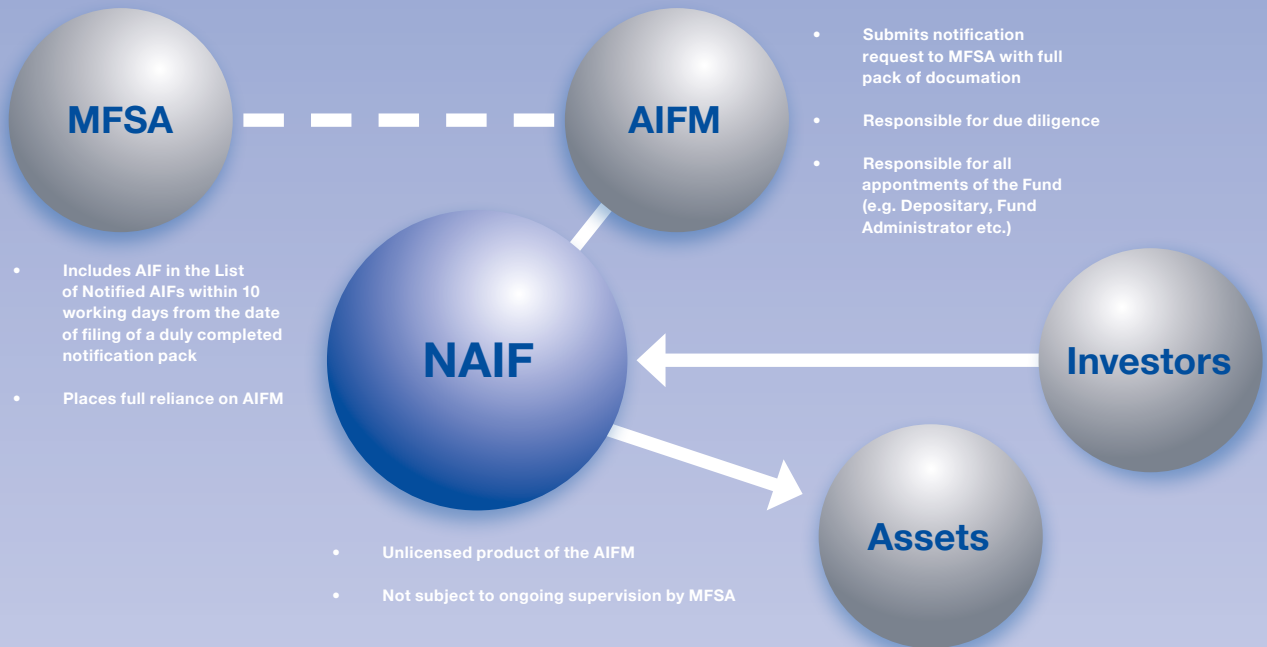 MFSA
AIFM
• Submits notification
request to MFSA with full
pack of documation
• Responsible for due diligence
• Responsible for all
appontments of the Fund
(e.g. Depositary, Fund
Administrator etc.)
• Includes AIF in the List
of Notified AIFs within 10
working days from the date
of filing of a duly completed
notification pack
• Places full reliance on AIFM
NAIF
Investors
Assets
• Unlicensed product of the AIFM
• Not subject to ongoing supervision by MFSA